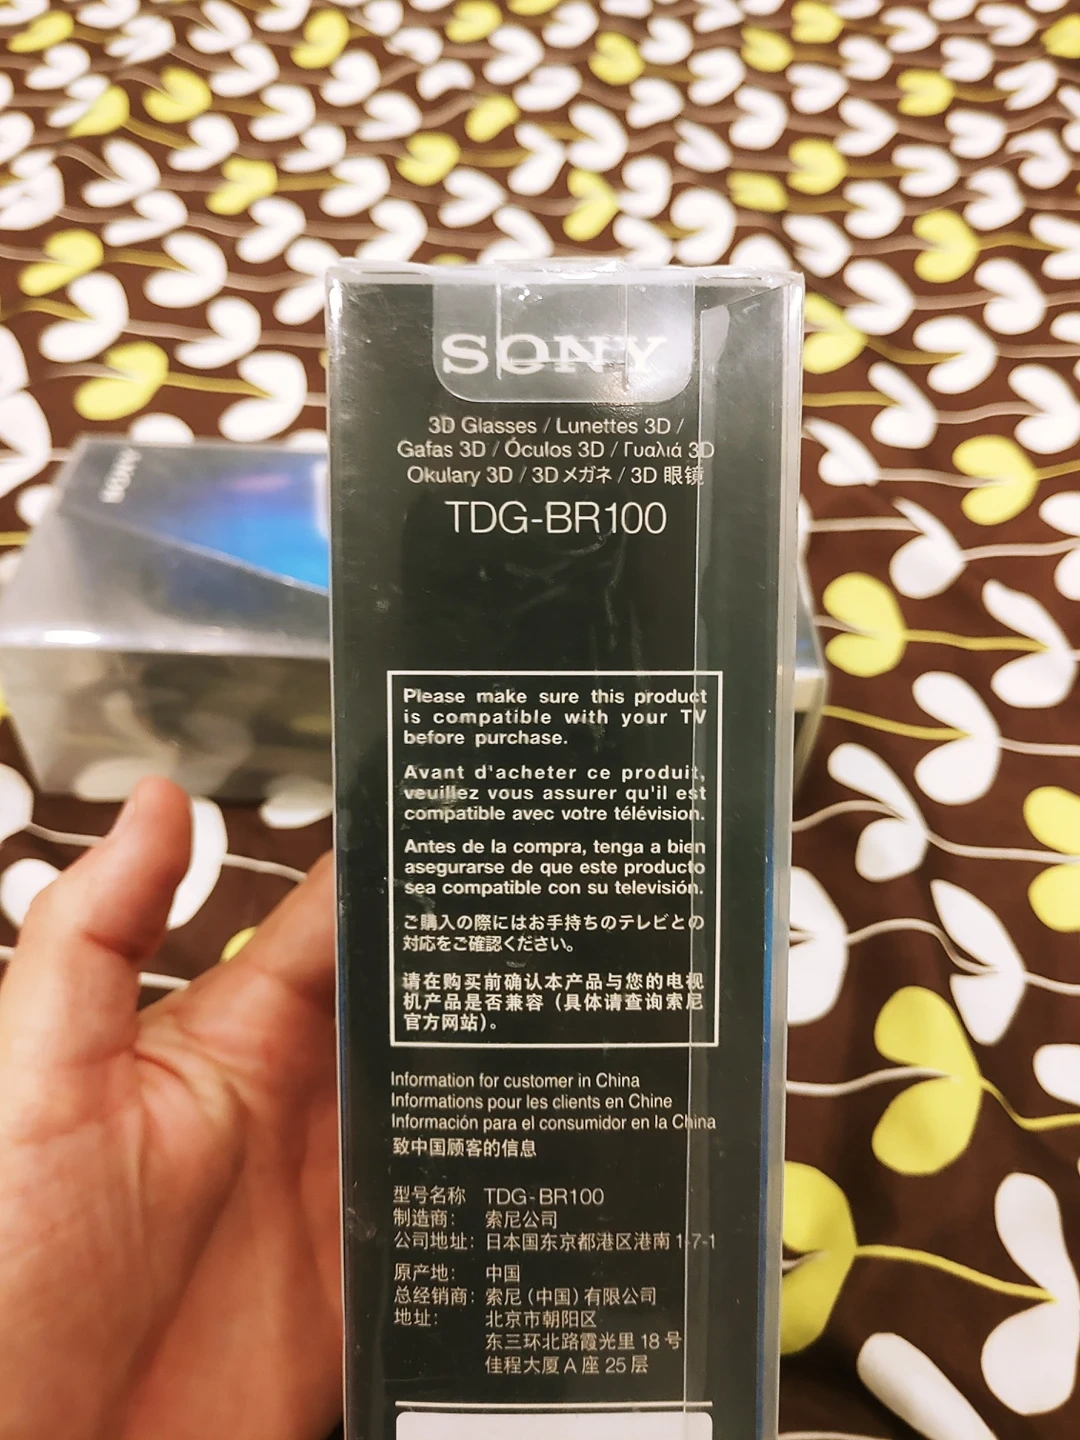 SONY
3D Glasses / Lunettes 3D /
Gafas 3D / Óculos 3D / Γυαλιά 3D
Okulary 3D / 3D メガネ / 3D 眼镜
TDG-BR100
Please make sure this product
is compatible with your TV
before purchase.
Avant d'acheter ce produit,
veuillez vous assurer qu'il est
compatible avec votre télévision.
Antes de la compra, tenga a bien
asegurarse de que este producto
sea compatible con su televisión.
ご購入の際にはお手持ちのテレビとの
対応をご確認ください。
请在购买前确认本产品与您的电视
机产品是否兼容（具体请查询索尼
官方网站）。
Information for customer in China
Informations pour les clients en Chine
Información para el consumidor en la China
致中国顾客的信息
型号名称 TDG-BR100
制造商： 索尼公司
公司地址： 日本国东京都港区港南 1-7-1
原产地： 中国
总经销商： 索尼（中国）有限公司
地址： 北京市朝阳区
东三环北路霞光里 18 号
佳程大厦 A 座 25 层
SONY